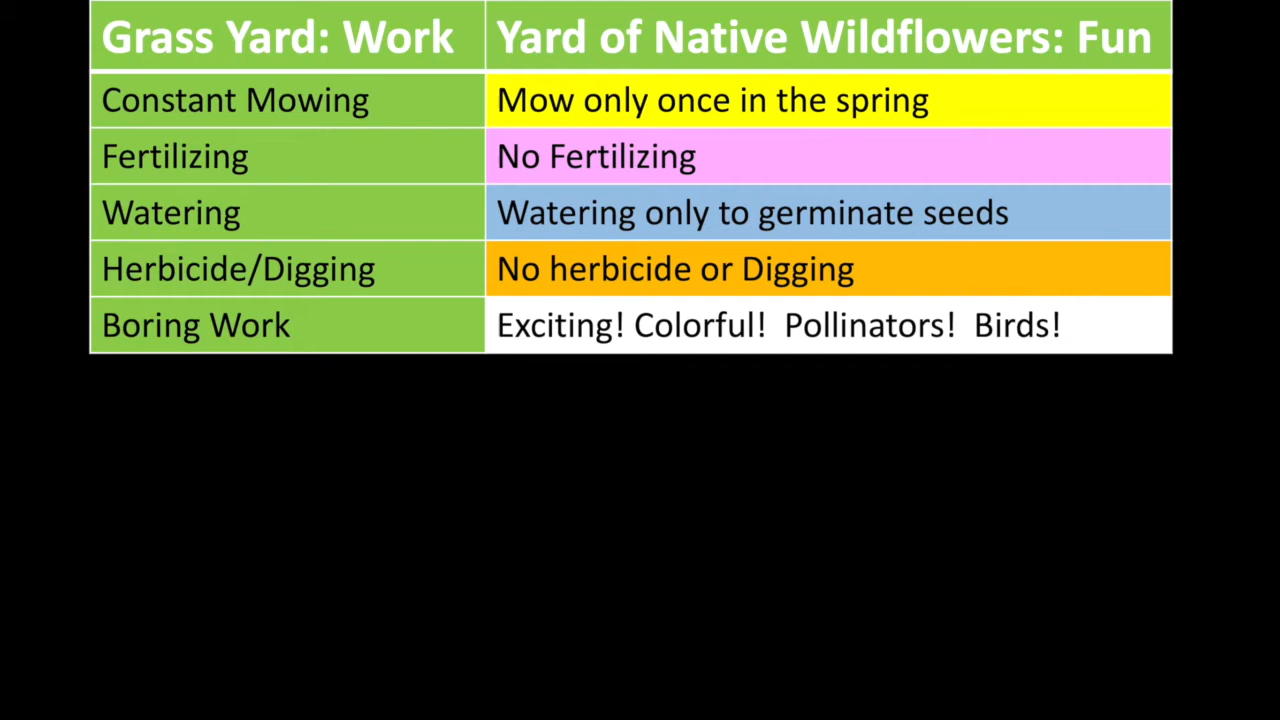 Grass Yard: Work
Yard of Native Wildflowers: Fun
Constant Mowing
Mow only once in the spring
Fertilizing
No Fertilizing
Watering
Watering only to germinate seeds
Herbicide/Digging
No herbicide or Digging
Boring Work
Exciting! Colorful!  Pollinators!  Birds!